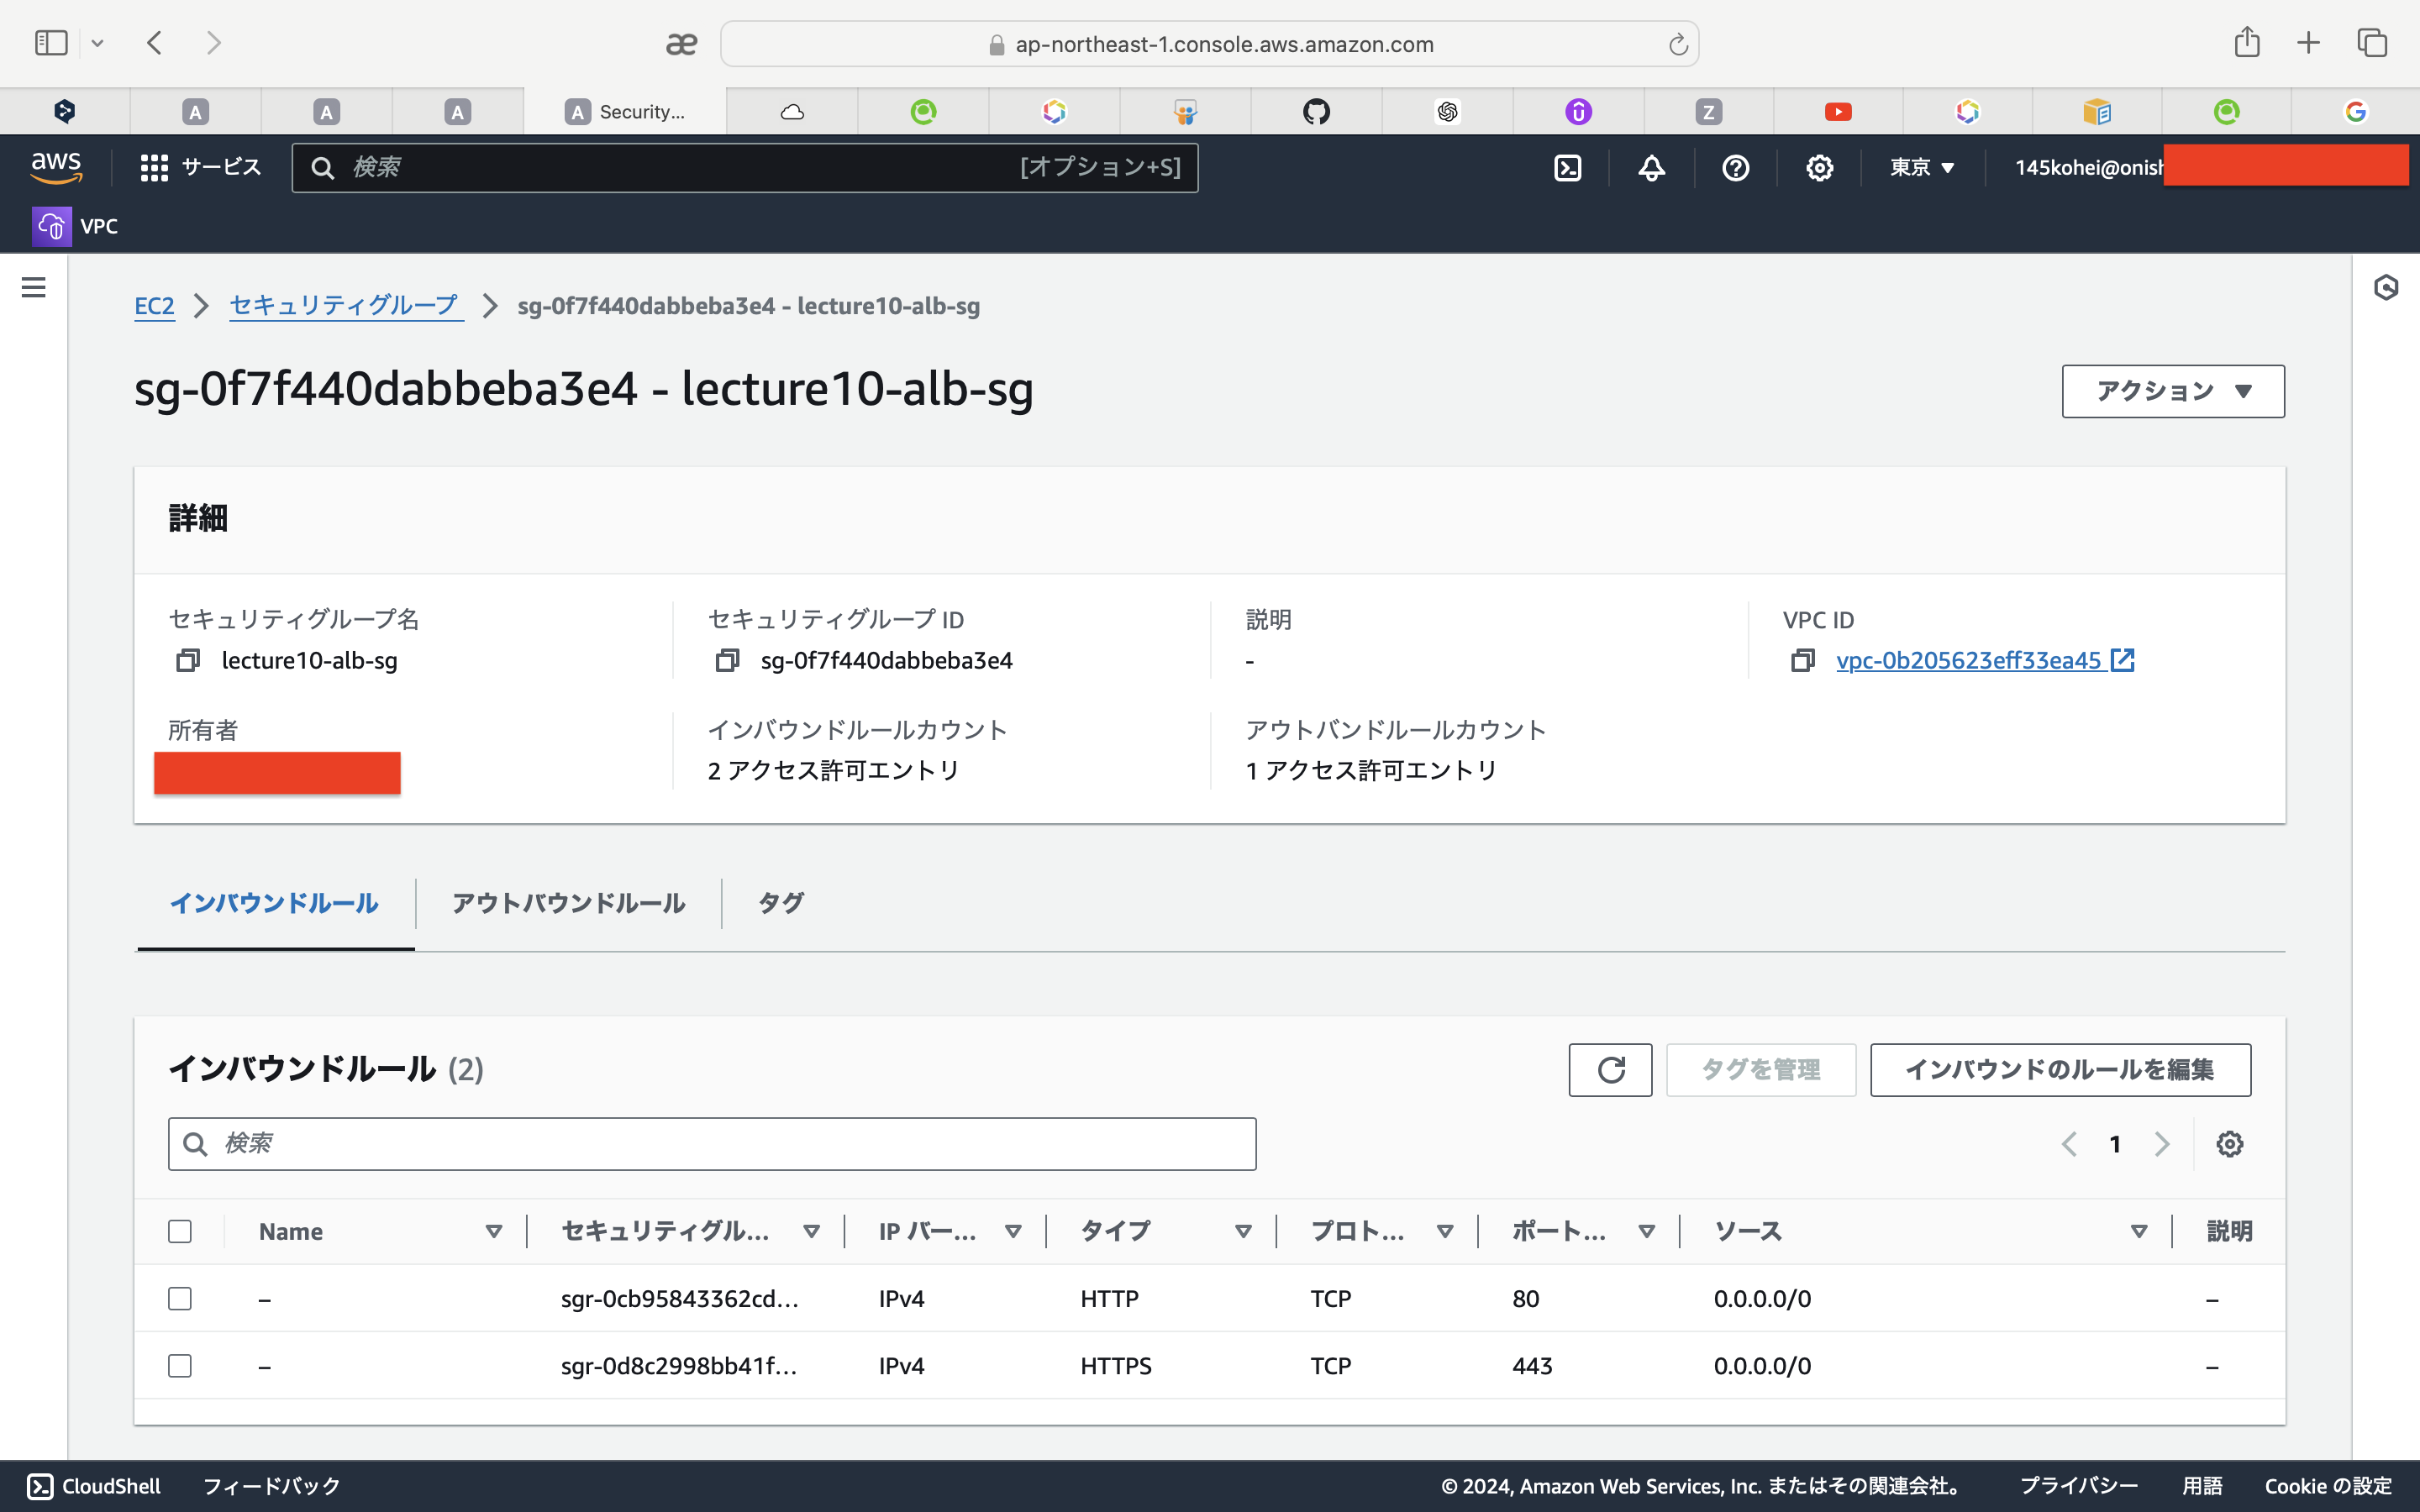 ap-northeast-1.console.aws.amazon.com
A A A A Security... Z
aws サービス 検索 [オプション+S] 東京 145kohei@onish
VPC
EC2 セキュリティグループ sg-0f7f440dabbeba3e4 - lecture10-alb-sg
sg-0f7f440dabbeba3e4 - lecture10-alb-sg
アクション
詳細
セキュリティグループ名 セキュリティグループ ID 説明 VPC ID
lecture10-alb-sg sg-0f7f440dabbeba3e4 - vpc-0b205623eff33ea45
所有者 インバウンドルールカウント アウトバンドルールカウント
2 アクセス許可エントリ 1 アクセス許可エントリ
インバウンドルール アウトバウンドルール タグ
インバウンドルール (2) タグを管理 インバウンドのルールを編集
検索 1
Name セキュリティグル... IP バー... タイプ プロト... ポート... ソース 説明
– sgr-0cb95843362cd... IPv4 HTTP TCP 80 0.0.0.0/0 –
– sgr-0d8c2998bb41f... IPv4 HTTPS TCP 443 0.0.0.0/0 –
CloudShell フィードバック © 2024, Amazon Web Services, Inc. またはその関連会社。 プライバシー 用語 Cookie の設定